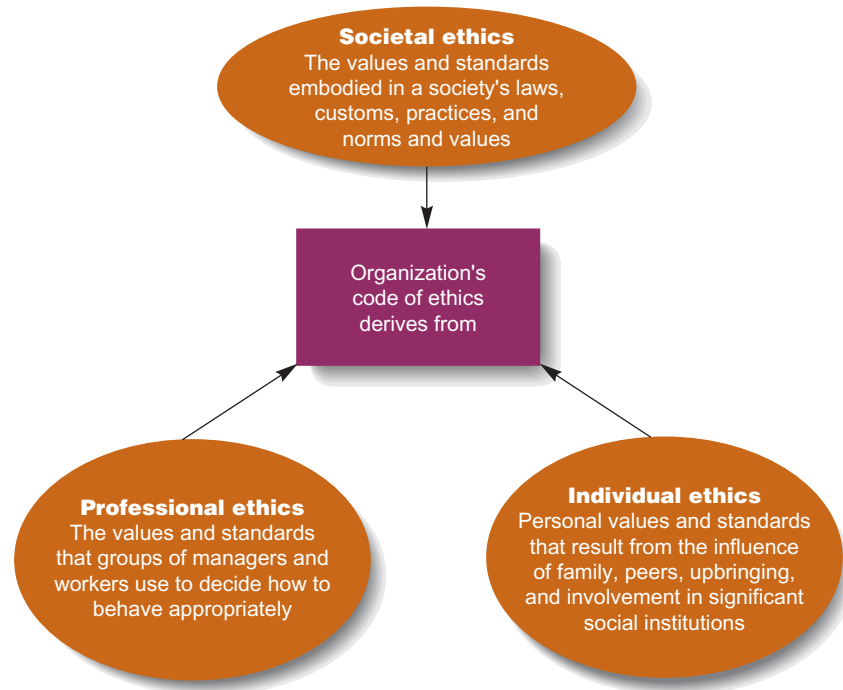 Societal ethics
The values and standards
embodied in a society's laws,
customs, practices, and
norms and values
Organization's
code of ethics
derives from
Professional ethics
The values and standards
that groups of managers and
workers use to decide how to
behave appropriately
Individual ethics
Personal values and standards
that result from the influence
of family, peers, upbringing,
and involvement in significant
social institutions